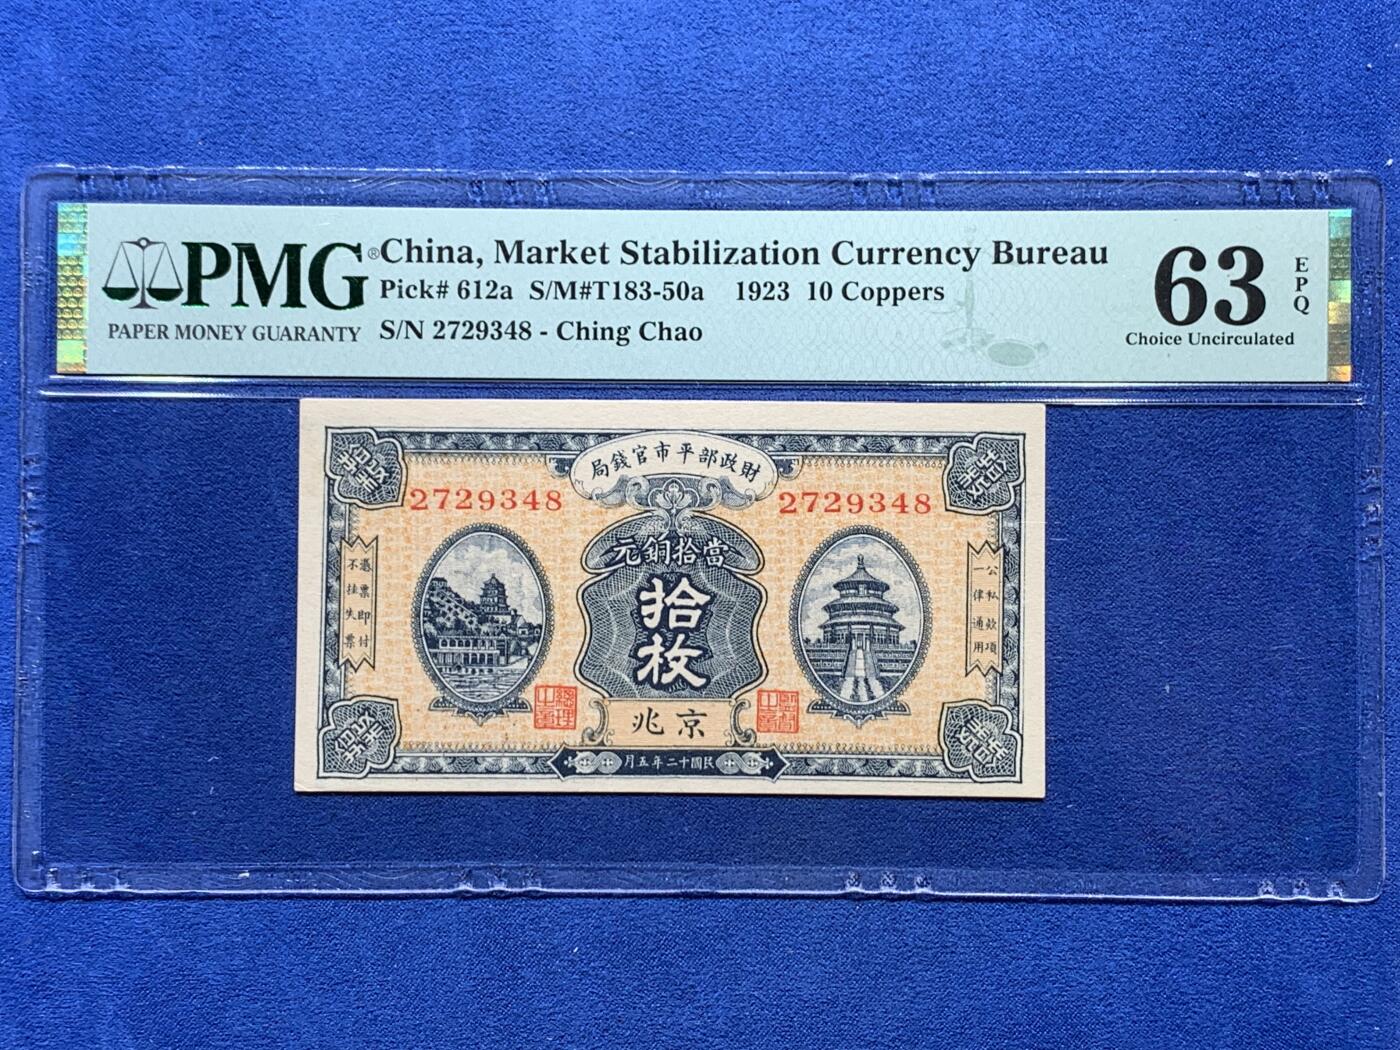 PMG®
PAPER MONEY GUARANTY
China, Market Stabilization Currency Bureau
Pick# 612a S/M#T183-50a 1923 10 Coppers
S/N 2729348 - Ching Chao
63
EPQ
Choice Uncirculated
財政部平市官錢局
2729348
2729348
當拾銅元
拾枚
憑票即付
不挂失票
公私款項
一律通用
京兆
民國十二年五月